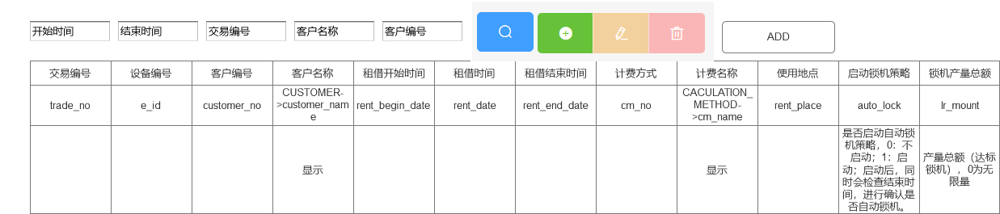 开始时间 结束时间 交易编号 客户名称 客户编号 ADD
交易编号 设备编号 客户编号 客户名称 租借开始时间 租借时间 租借结束时间 计费方式 计费名称 使用地点 启动锁机策略 锁机产量总额
trade_no e_id customer_no
CUSTOMER-
>customer_nam
e
rent_begin_date rent_date rent_end_date cm_no
CACULATION_
METHOD-
>cm_name
rent_place auto_lock lr_mount
显示
显示
是否启动自动锁
机策略，0：不
启动；1：启
动；启动后，同
时会检查结束时
间，进行确认是
否自动锁机。
产量总额（达标
锁机），0为无
限量